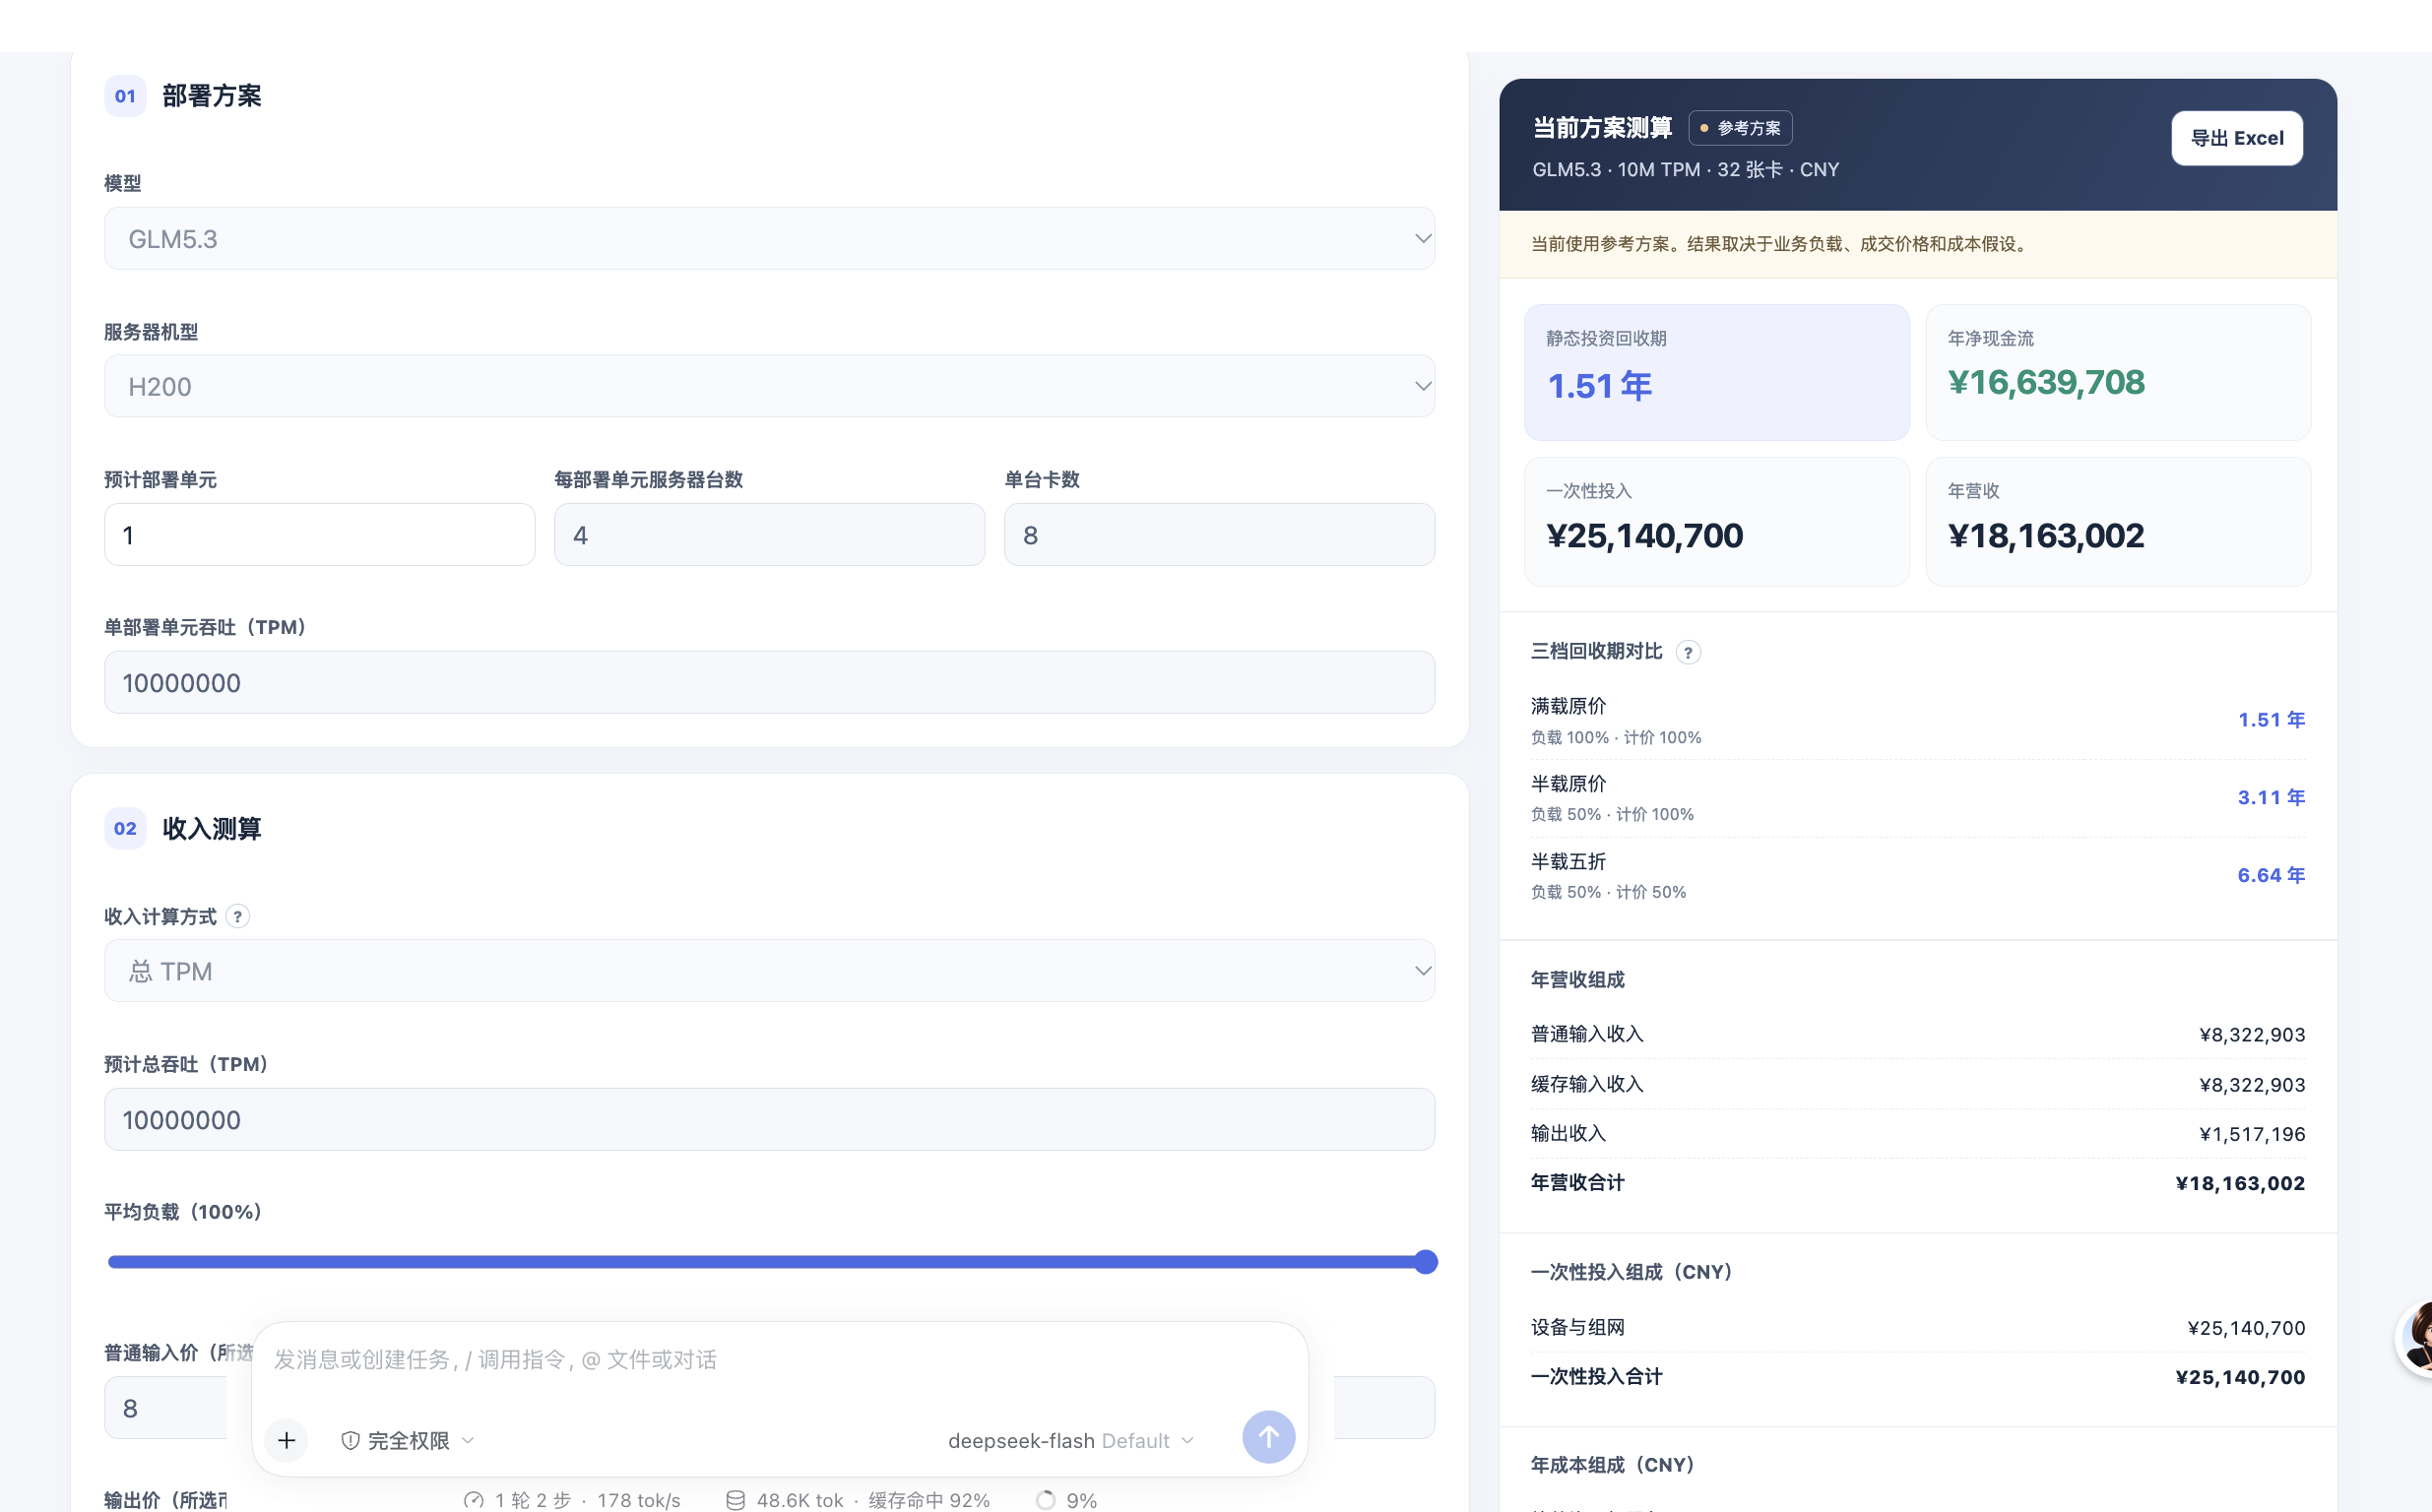 01 部署方案
模型
GLM5.3
服务器机型
H200
预计部署单元 每部署单元服务器台数 单台卡数
1 4 8
单部署单元吞吐（TPM）
10000000
02 收入测算
收入计算方式 ?
总 TPM
预计总吞吐（TPM）
10000000
平均负载（100%）
普通输入价（所选
8
输出价（所选
发消息或创建任务, / 调用指令, @ 文件或对话
+ 完全权限 deepseek-flash Default
1 轮 2 步 · 178 tok/s 48.6K tok · 缓存命中 92% 9%
当前方案测算 参考方案
导出 Excel
GLM5.3 · 10M TPM · 32 张卡 · CNY
当前使用参考方案。结果取决于业务负载、成交价格和成本假设。
静态投资回收期
1.51 年
年净现金流
¥16,639,708
一次性投入
¥25,140,700
年营收
¥18,163,002
三档回收期对比 ?
满载原价
负载 100% · 计价 100%
1.51 年
半载原价
负载 50% · 计价 100%
3.11 年
半载五折
负载 50% · 计价 50%
6.64 年
年营收组成
普通输入收入 ¥8,322,903
缓存输入收入 ¥8,322,903
输出收入 ¥1,517,196
年营收合计 ¥18,163,002
一次性投入组成（CNY）
设备与组网 ¥25,140,700
一次性投入合计 ¥25,140,700
年成本组成（CNY）